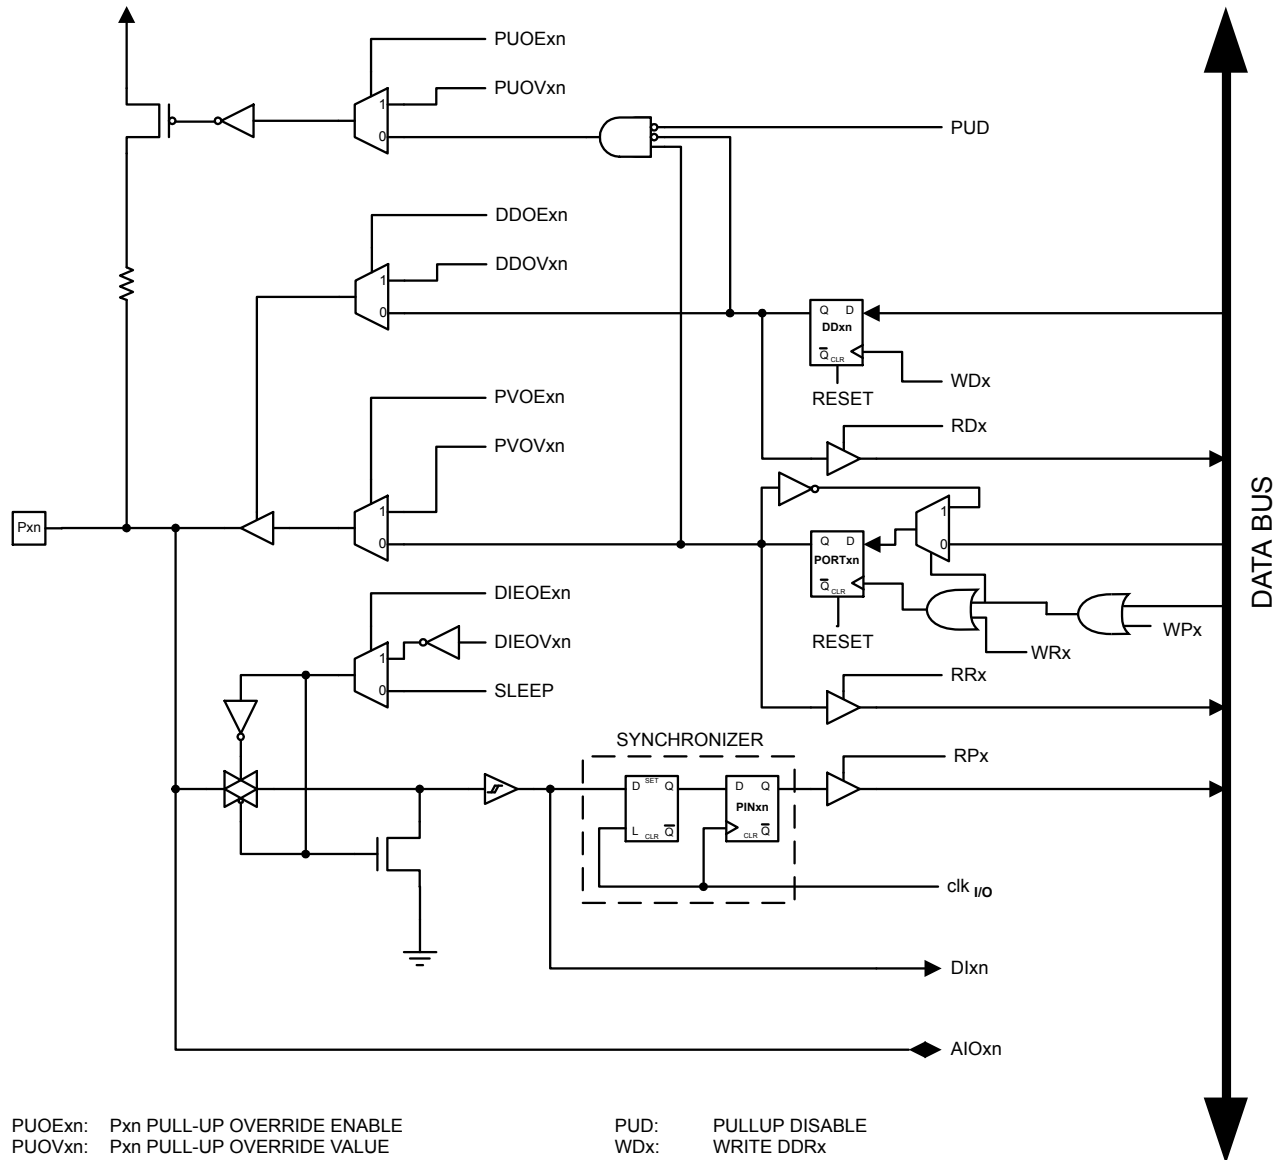 PUOExn
PUOVxn
1
0
PUD
DDOExn
DDOVxn
1
0
Q D
DDxn
Q CLR
WDx
RESET
RDx
PVOExn
PVOVxn
1
0
Pxn
1
0
Q D
PORTxn
Q CLR
RESET
WRx
WPx
DATA BUS
DIEOExn
DIEOVxn
1
0
SLEEP
RRx
SYNCHRONIZER
RPx
D SET Q
L CLR Q
D Q
PINxn
CLR Q
clk I/O
DIxn
AIOxn
PUOExn: Pxn PULL-UP OVERRIDE ENABLE
PUOVxn: Pxn PULL-UP OVERRIDE VALUE
PUD: PULLUP DISABLE
WDx: WRITE DDRx